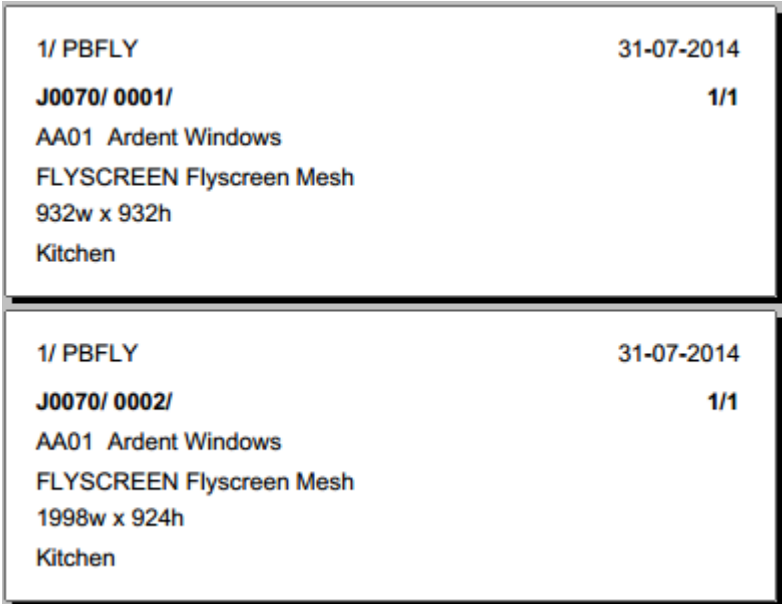 1/ PBFLY 31-07-2014
J0070/ 0001/ 1/1
AA01 Ardent Windows
FLYSCREEN Flyscreen Mesh
932w x 932h
Kitchen
1/ PBFLY 31-07-2014
J0070/ 0002/ 1/1
AA01 Ardent Windows
FLYSCREEN Flyscreen Mesh
1998w x 924h
Kitchen